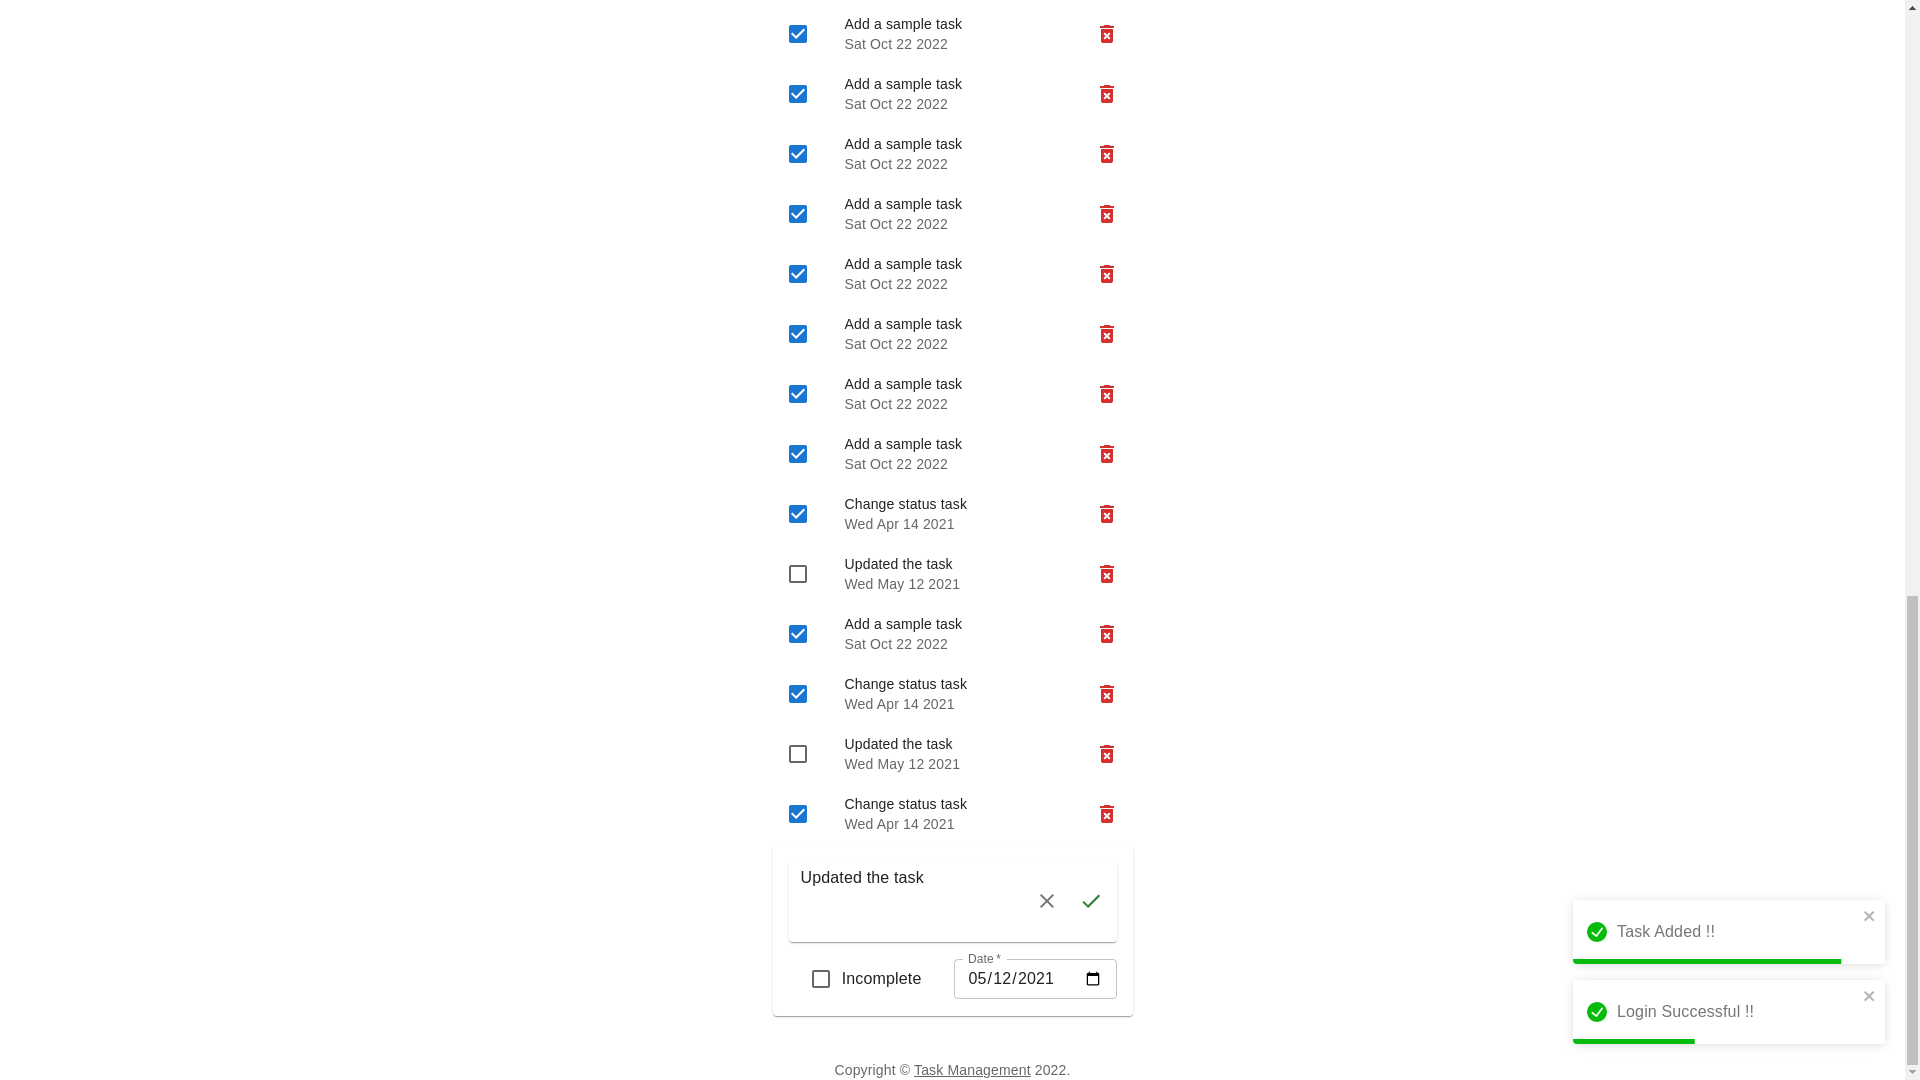 Add a sample task
Sat Oct 22 2022
Add a sample task
Sat Oct 22 2022
Add a sample task
Sat Oct 22 2022
Add a sample task
Sat Oct 22 2022
Add a sample task
Sat Oct 22 2022
Add a sample task
Sat Oct 22 2022
Add a sample task
Sat Oct 22 2022
Add a sample task
Sat Oct 22 2022
Change status task
Wed Apr 14 2021
Updated the task
Wed May 12 2021
Add a sample task
Sat Oct 22 2022
Change status task
Wed Apr 14 2021
Updated the task
Wed May 12 2021
Change status task
Wed Apr 14 2021
Updated the task
Date *
Incomplete 05/12/2021
Task Added !!
Login Successful !!
Copyright © Task Management 2022.